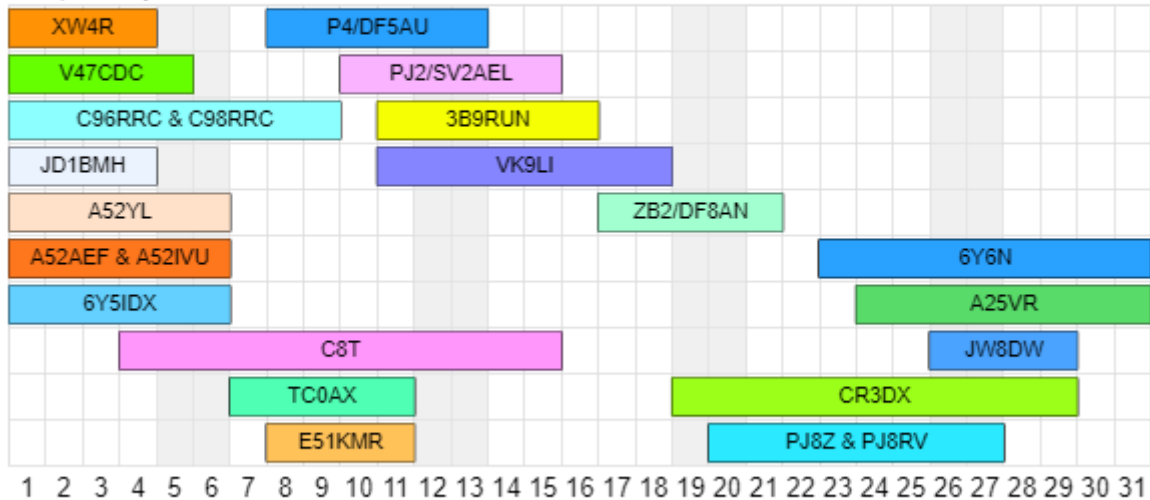 XW4R P4/DF5AU
V47CDC PJ2/SV2AEL
C96RRC & C98RRC 3B9RUN
JD1BMH VK9LI
A52YL ZB2/DF8AN
A52AEF & A52IVU 6Y6N
6Y5IDX A25VR
C8T JW8DW
TC0AX CR3DX
E51KMR PJ8Z & PJ8RV
1 2 3 4 5 6 7 8 9 10 11 12 13 14 15 16 17 18 19 20 21 22 23 24 25 26 27 28 29 30 31